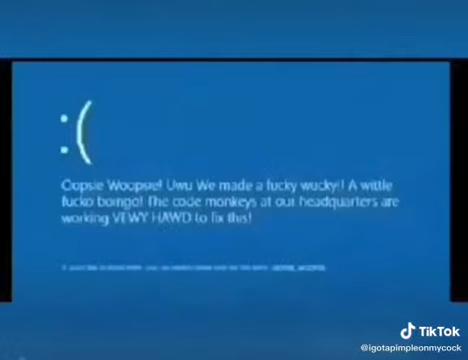 :(
Oopsie Woopsie! Uwu We made a fucky wucky!! A wittle
fucko boingo! The code monkeys at our headquarters are
working VEWY HAWD to fix this!
TikTok
@igotapimpleonmycock